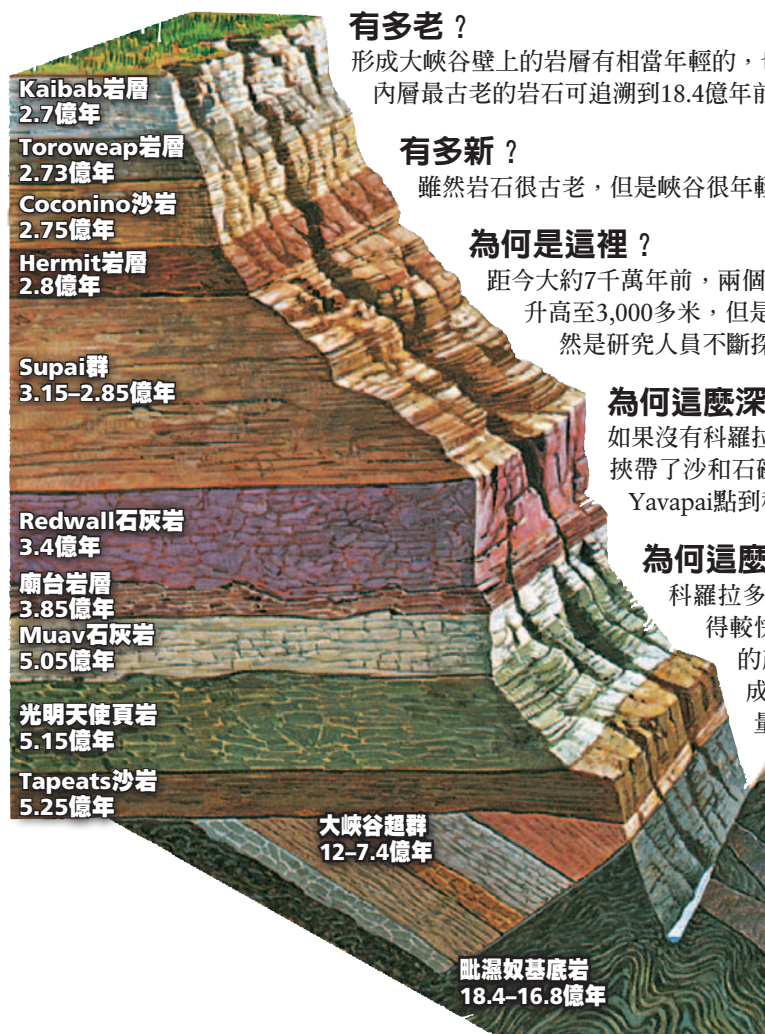 有多老？
形成大峽谷壁上的岩層有相當年輕的，
內層最古老的岩石可追溯到18.4億年前
有多新？
雖然岩石很古老，但是峽谷很年輕
為何是這裡？
距今大約7千萬年前，兩個
升高至3,000多米，但是
然是研究人員不斷探
為何這麼深
如果沒有科羅拉
挾帶了沙和石礫
Yavapai點到
為何這麼
科羅拉多
得較快
的
成
量
Kaibab岩層
2.7億年
Toroweap岩層
2.73億年
Coconino沙岩
2.75億年
Hermit岩層
2.8億年
Supai群
3.15–2.85億年
Redwall石灰岩
3.4億年
廟台岩層
3.85億年
Muav石灰岩
5.05億年
光明天使頁岩
5.15億年
Tapeats沙岩
5.25億年
大峽谷超群
12–7.4億年
毗濕奴基底岩
18.4–16.8億年